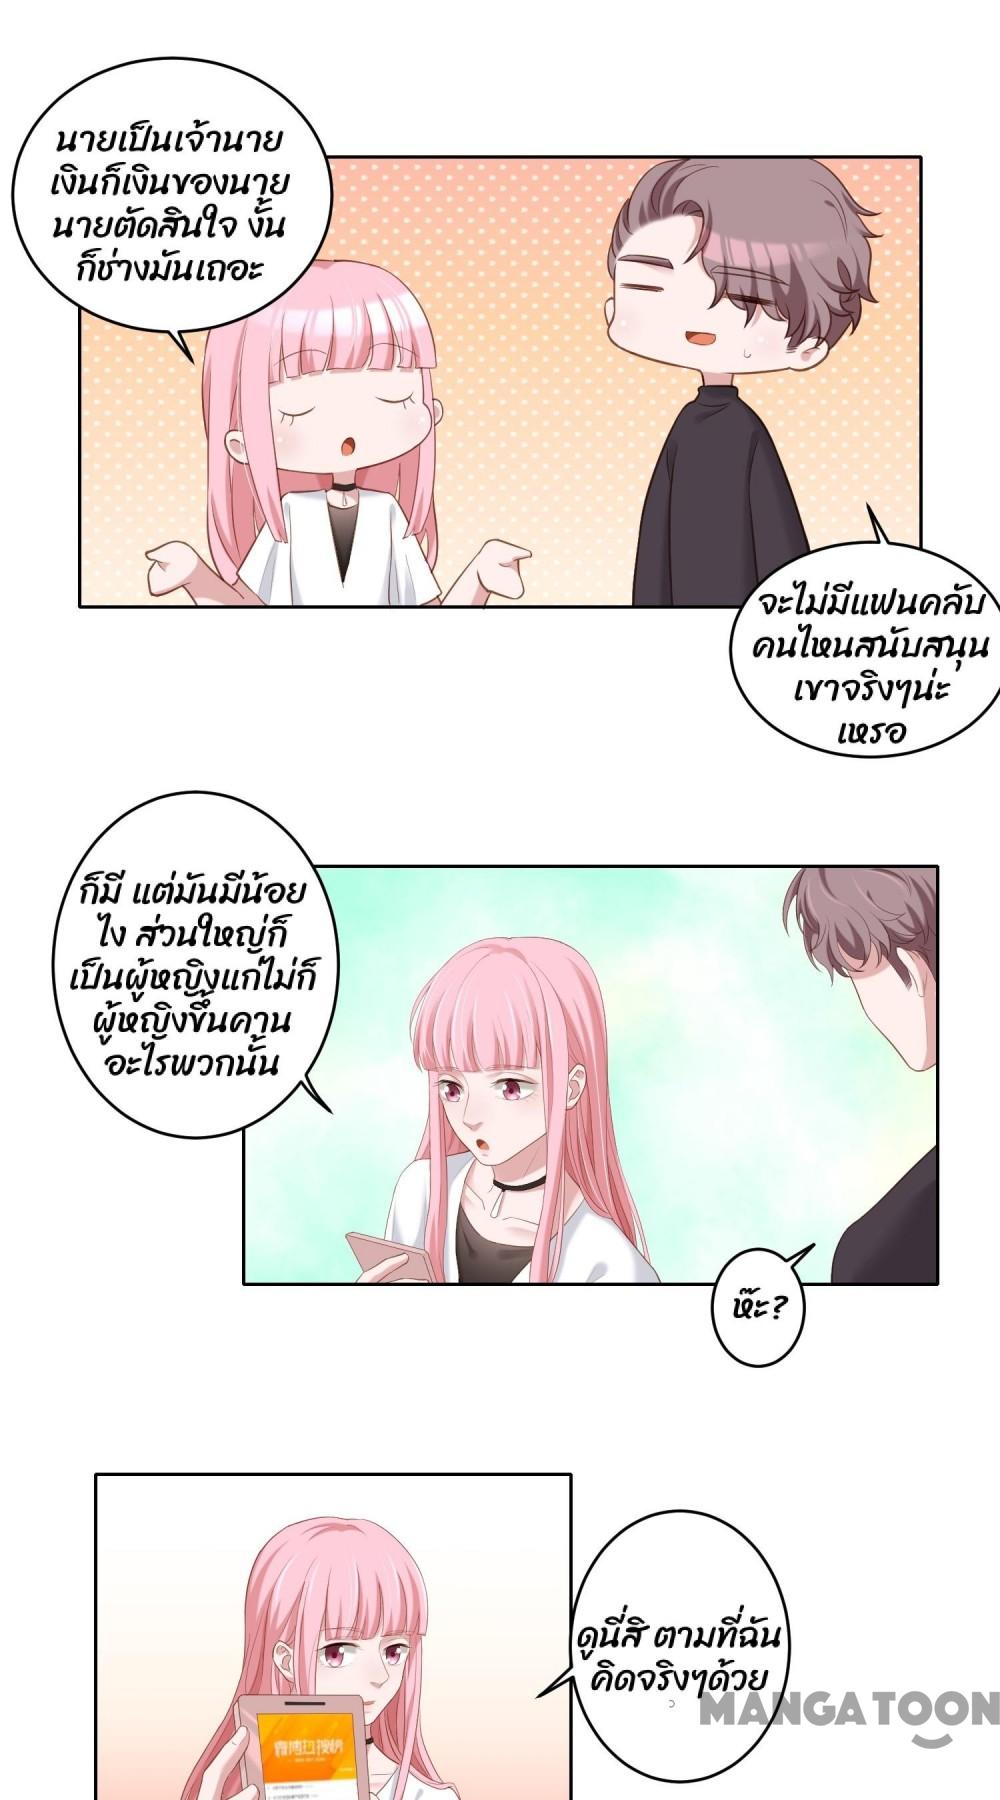 นายเป็นเจ้านาย
เงินก็เงินของนาย
นายตัดสินใจ งั้น
ก็ช่างมันเถอะ
จะไม่มีแฟนคลับ
คนไหนสนับสนุน
เขาจริงๆน่ะ
เหรอ
ก็มี แต่มันมีน้อย
ไง ส่วนใหญ่ก็
เป็นผู้หญิงแก่ไม่ก็
ผู้หญิงขึ้นคาน
อะไรพวกนั้น
ห๊ะ?
ดูนี่สิ ตามที่ฉัน
คิดจริงๆด้วย
MANGATOON